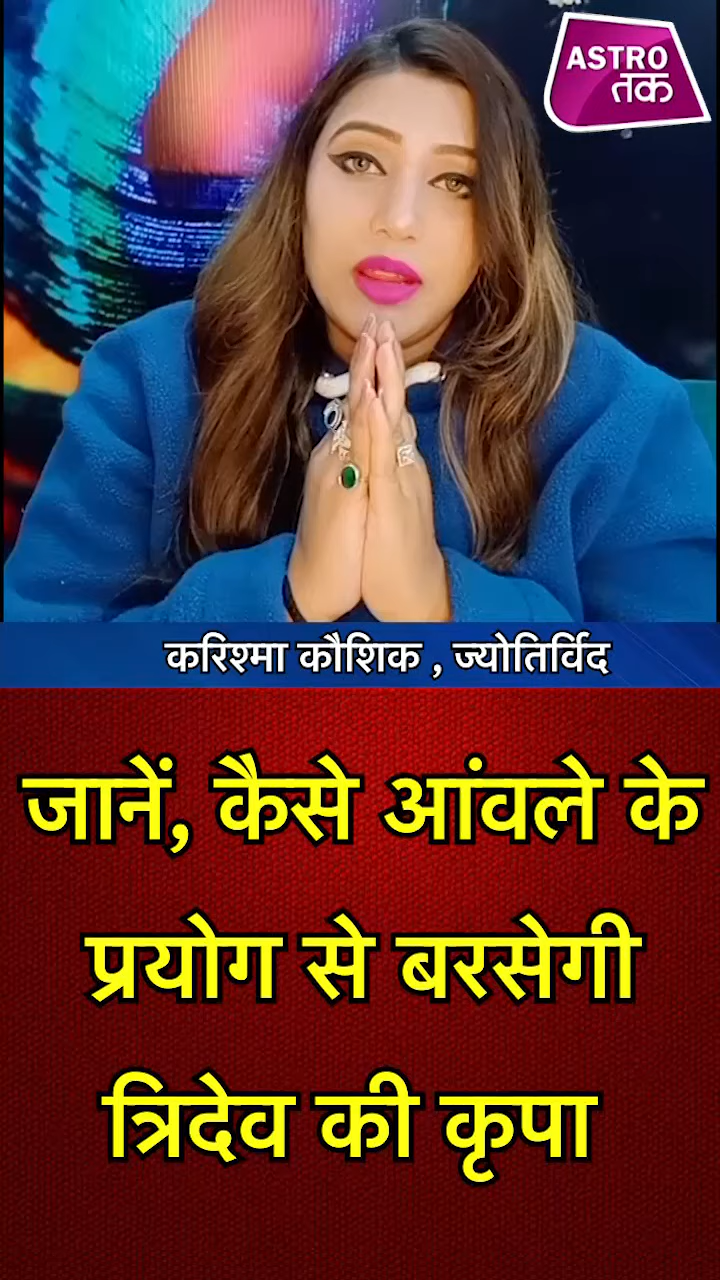 ASTRO
तक
करिश्मा कौशिक , ज्योतिर्विद
जानें, कैसे आंवले के
प्रयोग से बरसेगी
त्रिदेव की कृपा